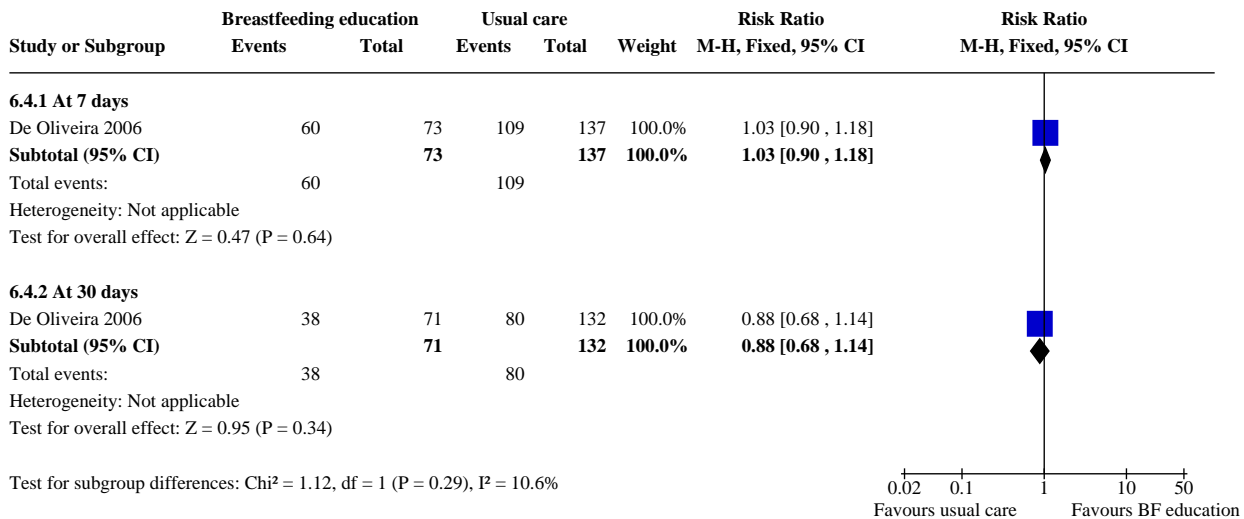 Breastfeeding education Usual care Risk Ratio Risk Ratio
Study or Subgroup Events Total Events Total Weight M-H, Fixed, 95% CI M-H, Fixed, 95% CI
6.4.1 At 7 days
De Oliveira 2006 60 73 109 137 100.0% 1.03 [0.90 , 1.18]
Subtotal (95% CI) 73 137 100.0% 1.03 [0.90 , 1.18]
Total events: 60 109
Heterogeneity: Not applicable
Test for overall effect: Z = 0.47 (P = 0.64)
6.4.2 At 30 days
De Oliveira 2006 38 71 80 132 100.0% 0.88 [0.68 , 1.14]
Subtotal (95% CI) 71 132 100.0% 0.88 [0.68 , 1.14]
Total events: 38 80
Heterogeneity: Not applicable
Test for overall effect: Z = 0.95 (P = 0.34)
Test for subgroup differences: Chi² = 1.12, df = 1 (P = 0.29), I² = 10.6%
0.02 0.1 1 10 50
Favours usual care Favours BF education